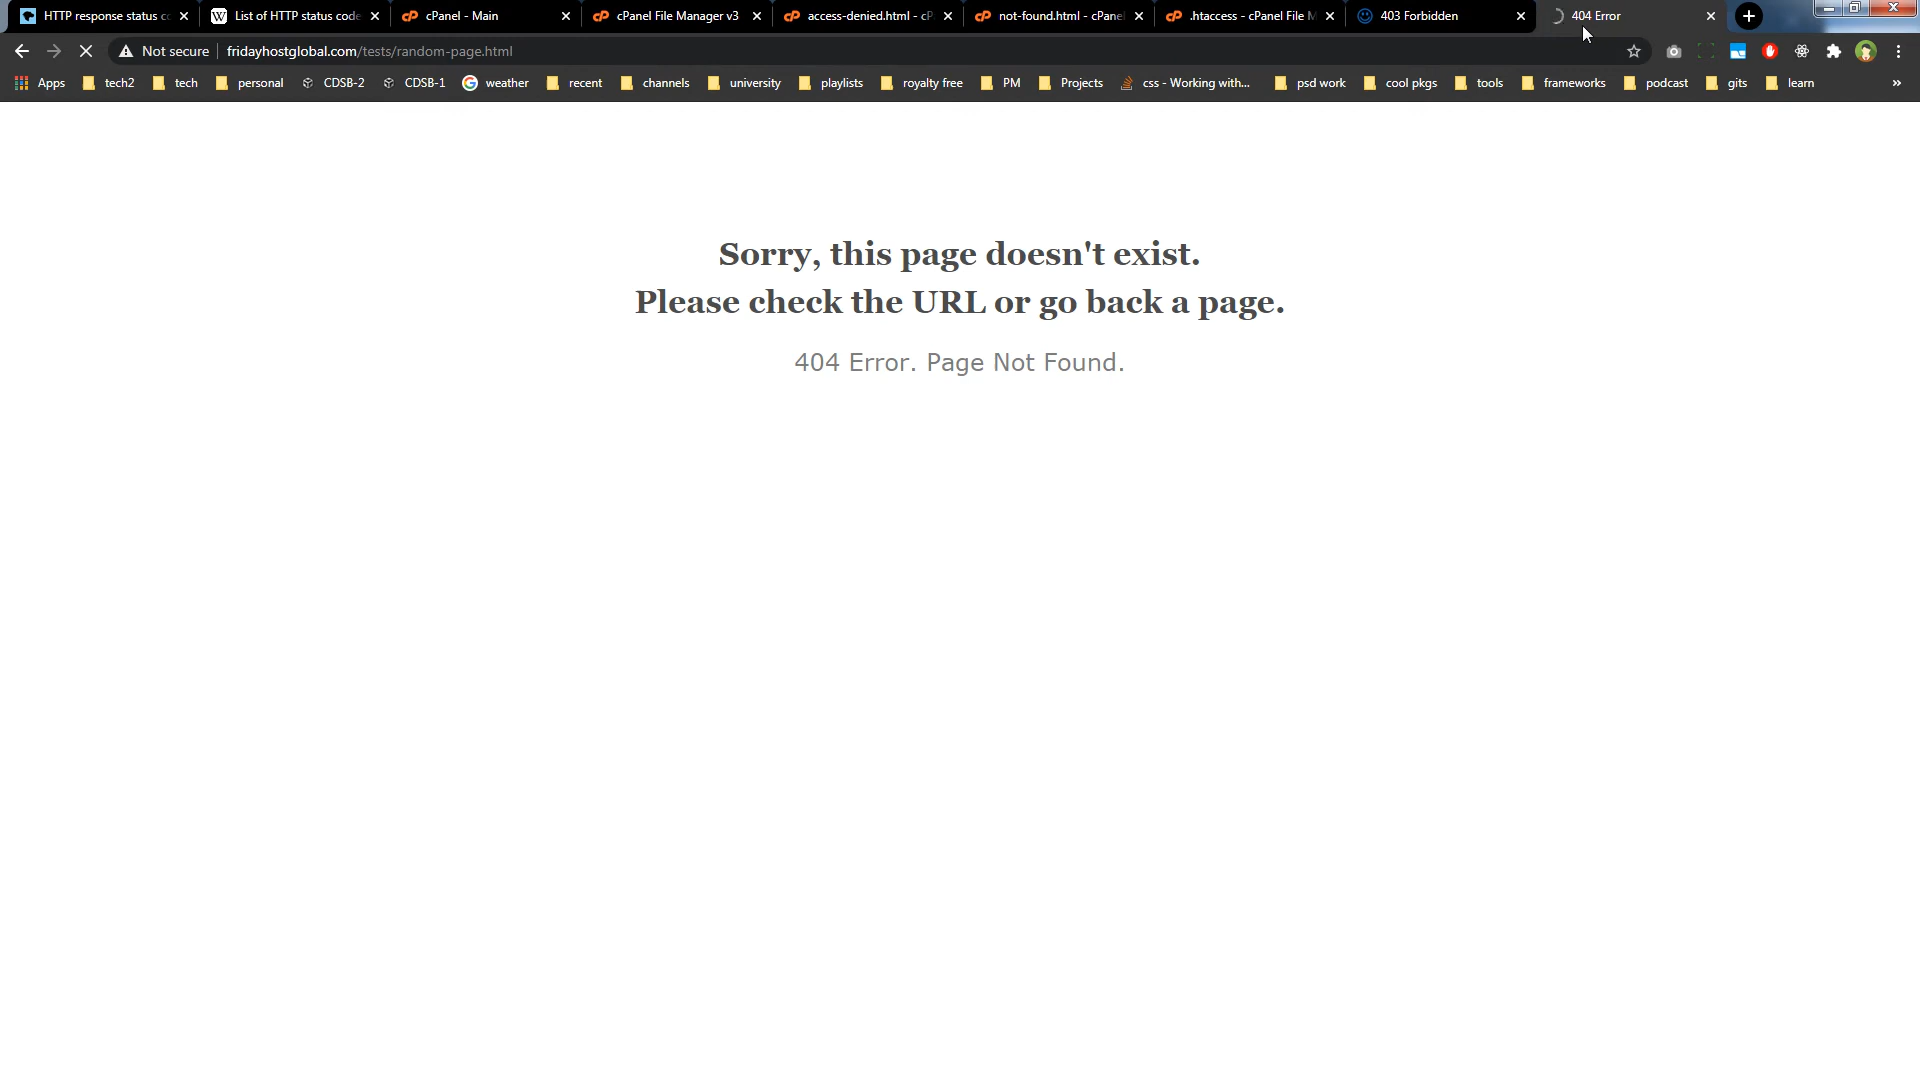 HTTP response status c
List of HTTP status code
cPanel - Main
cPanel File Manager v3
access-denied.html - cP
not-found.html - cPanel
.htaccess - cPanel File M
403 Forbidden
404 Error
Not secure
fridayhostglobal.com/tests/random-page.html
Apps
tech2
tech
personal
CDSB-2
CDSB-1
weather
recent
channels
university
playlists
royalty free
PM
Projects
css - Working with...
psd work
cool pkgs
tools
frameworks
podcast
gits
learn
»
Sorry, this page doesn't exist.
Please check the URL or go back a page.
404 Error. Page Not Found.